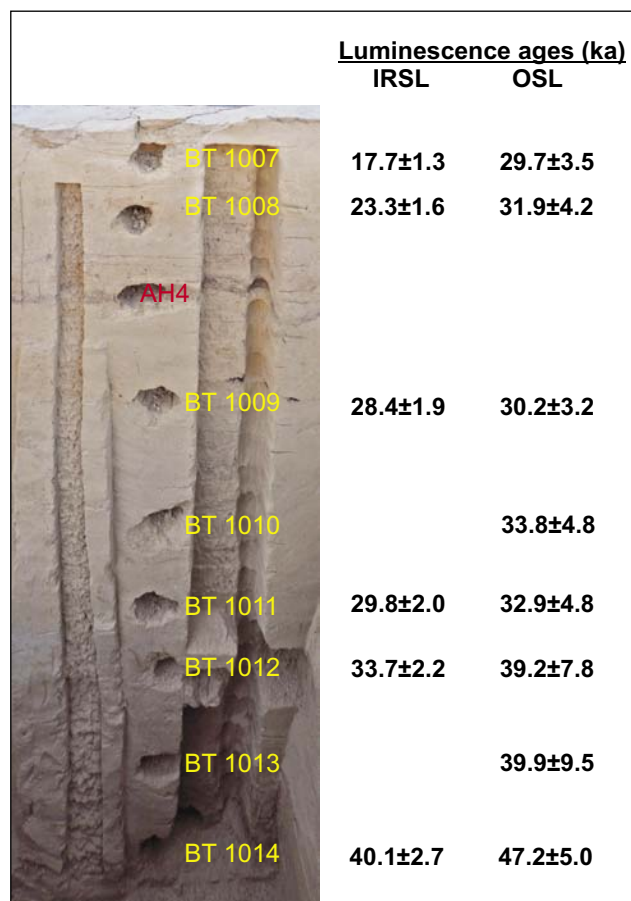 Luminescence ages (ka)
IRSL OSL
BT 1007 17.7±1.3 29.7±3.5
BT 1008 23.3±1.6 31.9±4.2
AH4
BT 1009 28.4±1.9 30.2±3.2
BT 1010 33.8±4.8
BT 1011 29.8±2.0 32.9±4.8
BT 1012 33.7±2.2 39.2±7.8
BT 1013 39.9±9.5
BT 1014 40.1±2.7 47.2±5.0